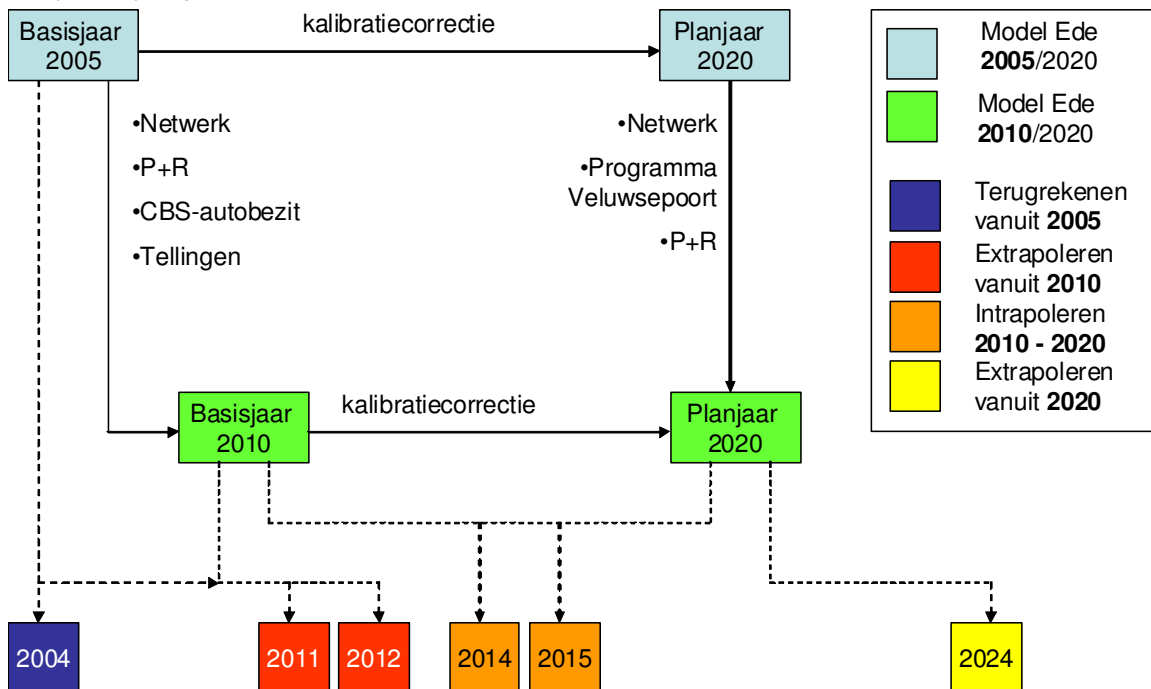 Basisjaar
2005
kalibratiecorrectie
Planjaar
2020
•Netwerk
•P+R
•CBS-autobezit
•Tellingen
•Netwerk
•Programma
Veluwsepoort
•P+R
Basisjaar
2010
kalibratiecorrectie
Planjaar
2020
2004
2011
2012
2014
2015
2024
Model Ede
2005/2020
Model Ede
2010/2020
Terugrekenen
vanuit 2005
Extrapoleren
vanuit 2010
Intrapoleren
2010 - 2020
Extrapoleren
vanuit 2020